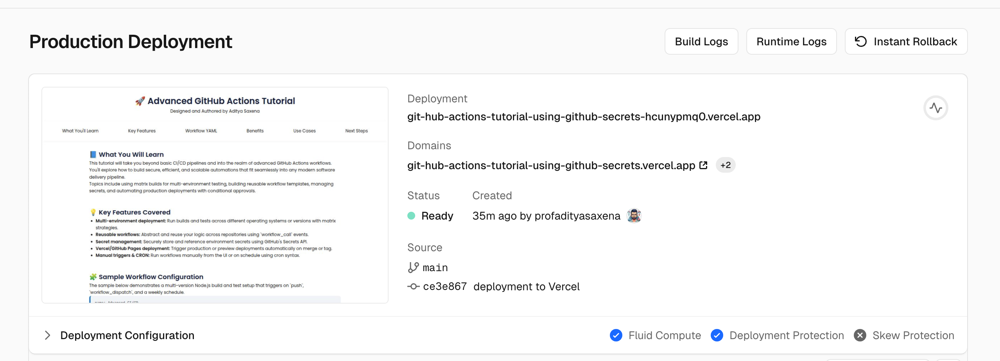 Production Deployment
Build Logs
Runtime Logs
Instant Rollback
🚀 Advanced GitHub Actions Tutorial
Designed and Authored by Aditya Saxena
What You'll Learn
Key Features
Workflow YAML
Benefits
Use Cases
Next Steps
📘 What You Will Learn
This tutorial will take you beyond basic CI/CD pipelines and into the realm of advanced GitHub Actions workflows.
You'll explore how to build secure, efficient, and scalable automations that fit seamlessly into any modern software
delivery pipeline.
Topics include using matrix builds for multi-environment testing, building reusable workflow templates, managing
secrets, and automating production deployments with conditional approvals.
💡 Key Features Covered
• Multi-environment deployment: Run builds and tests across different operating systems or versions with matrix
strategies.
• Reusable workflows: Abstract and reuse your logic across repositories using `workflow_call` events.
• Secret management: Securely store and reference environment secrets using GitHub's Secrets API.
• Vercel/GitHub Pages deployment: Trigger production or preview deployments automatically on merge or tag.
• Manual triggers & CRON: Run workflows manually from the UI or on schedule using cron syntax.
🧩 Sample Workflow Configuration
The sample below demonstrates a multi-version Node.js build and test setup that triggers on `push`,
`workflow_dispatch`, and a weekly schedule.
name: Advanced CI/CD
Deployment
git-hub-actions-tutorial-using-github-secrets-hcunypmq0.vercel.app
Domains
git-hub-actions-tutorial-using-github-secrets.vercel.app +2
Status
Ready
Created
35m ago by profadityasaxena
Source
main
ce3e867 deployment to Vercel
Deployment Configuration
Fluid Compute
Deployment Protection
Skew Protection